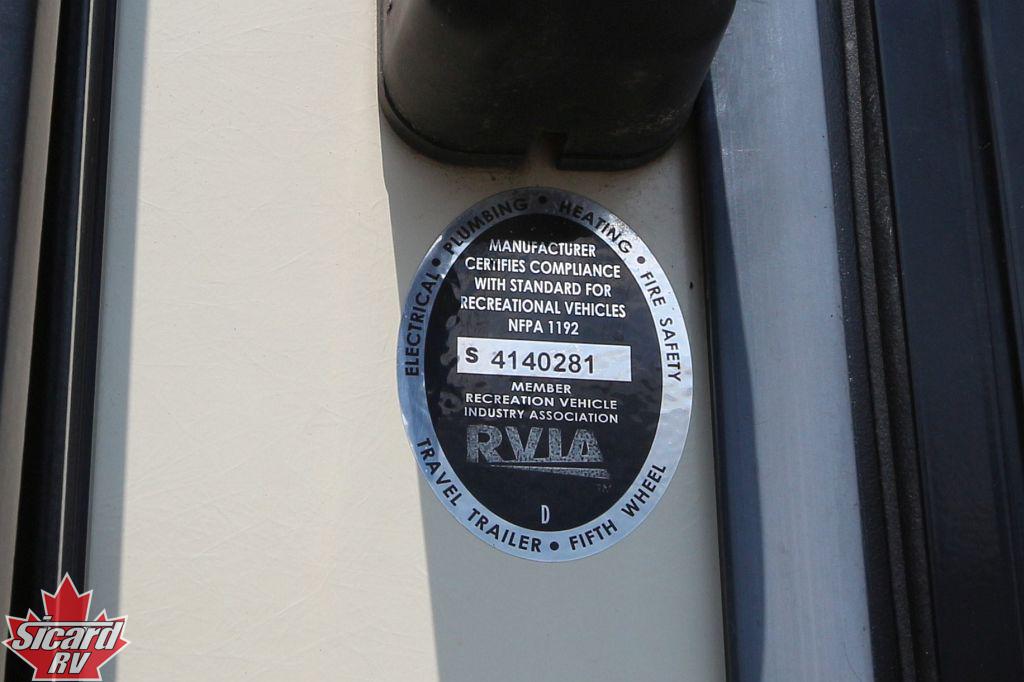 ELECTRICAL • PLUMBING • HEATING • FIRE SAFETY
MANUFACTURER
CERTIFIES COMPLIANCE
WITH STANDARD FOR
RECREATIONAL VEHICLES
NFPA 1192
S 4140281
MEMBER
RECREATION VEHICLE
INDUSTRY ASSOCIATION
RVIA
TM
D
TRAVEL TRAILER • FIFTH WHEEL
Sicard
RV